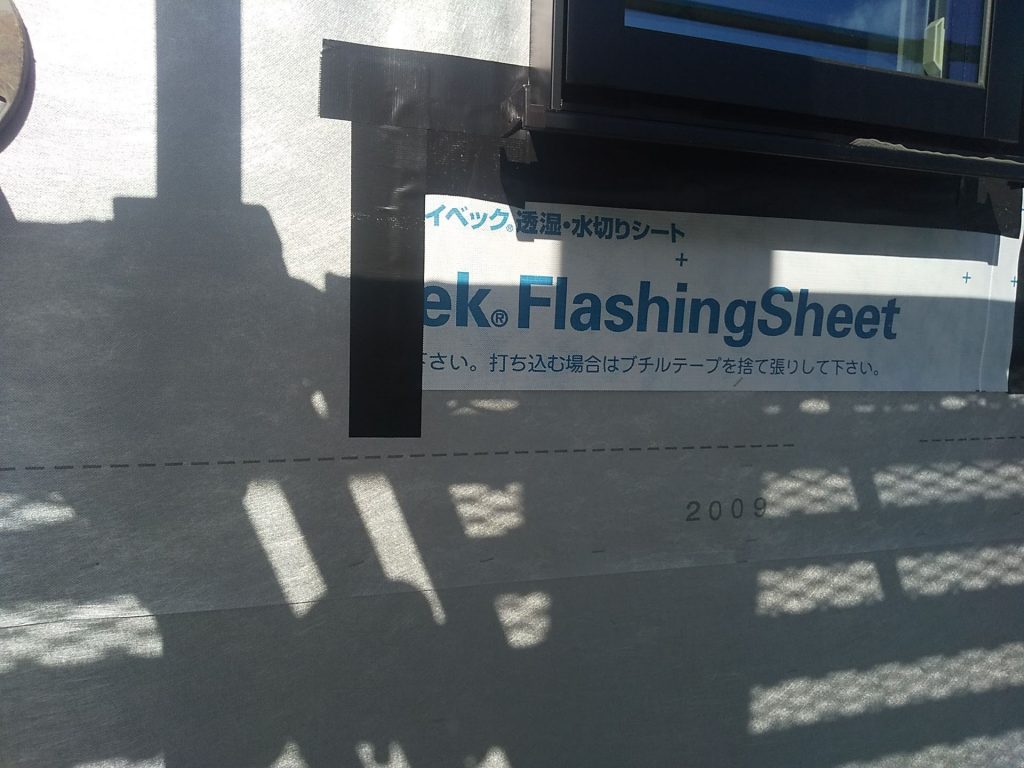 イベック®透湿・水切りシート
ek® FlashingSheet
さい。打ち込む場合はブチルテープを捨て張りして下さい。
2009